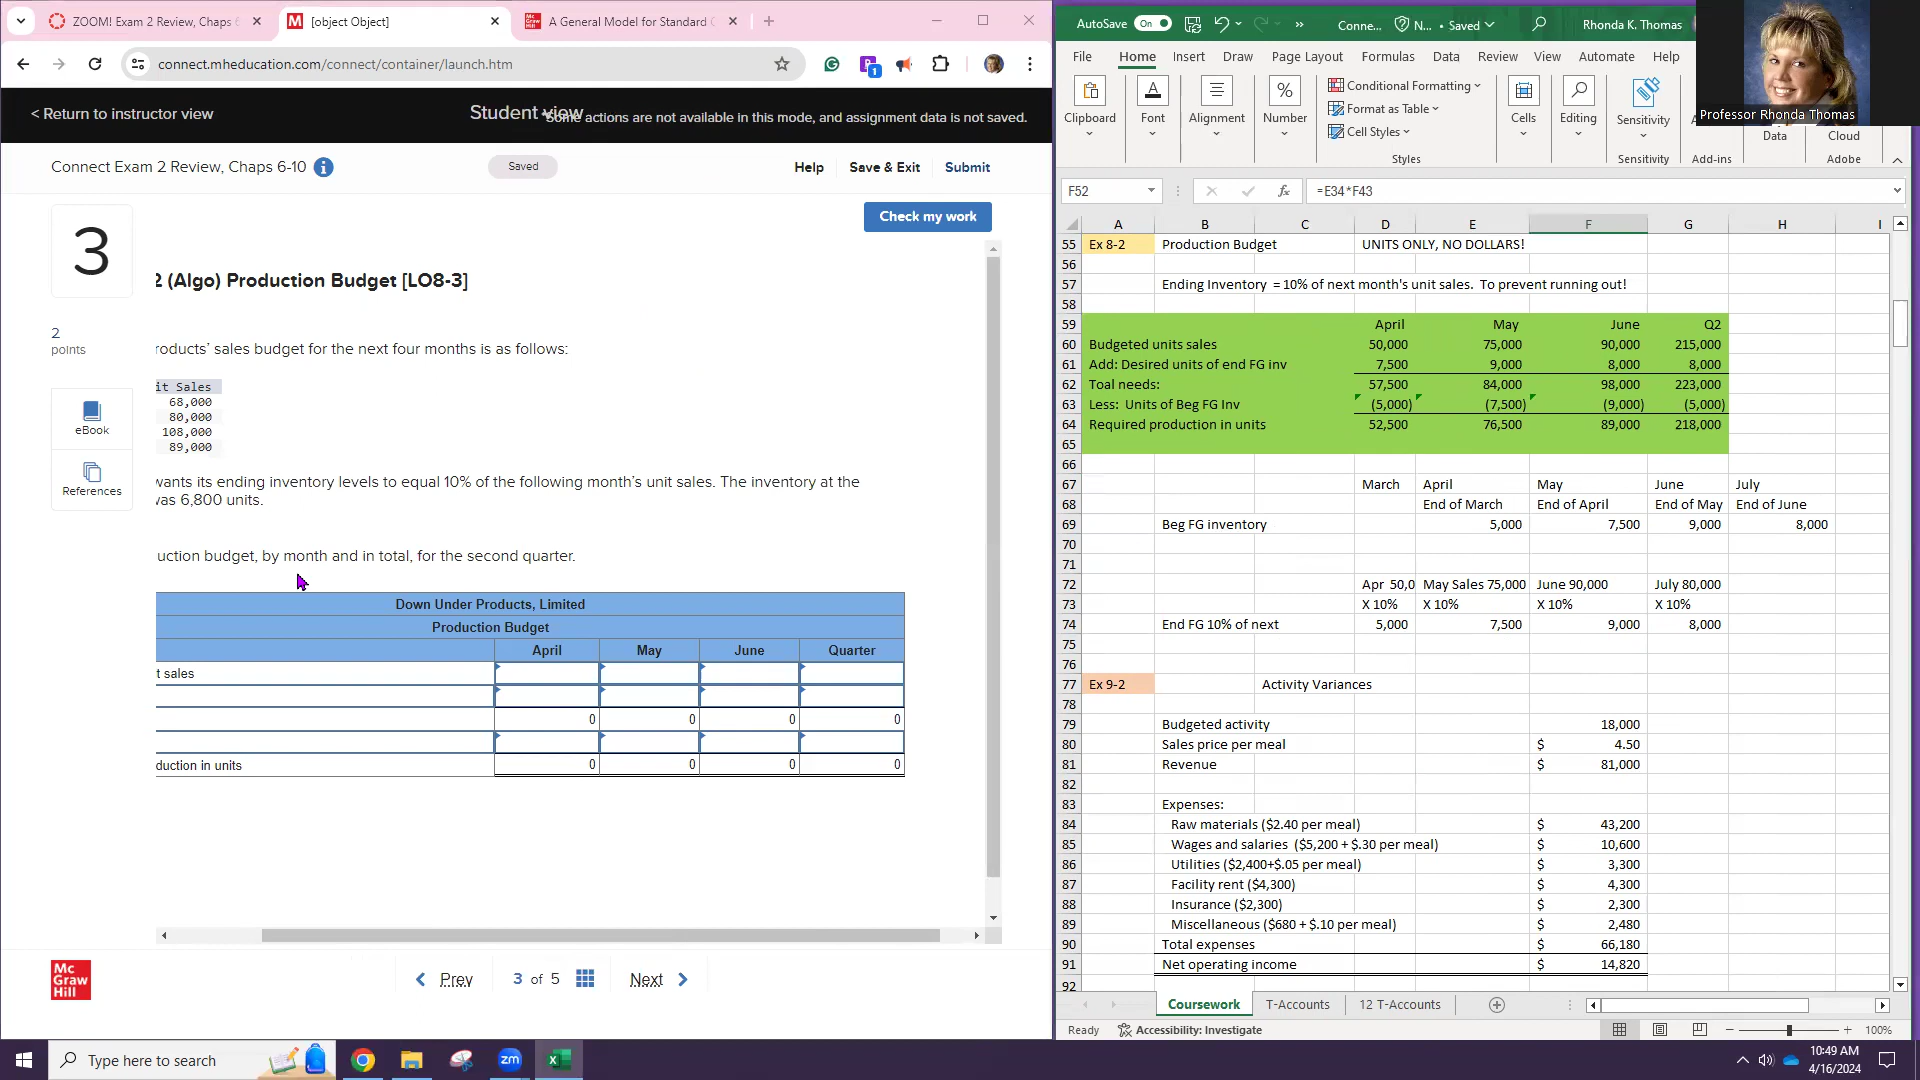 ZOOM! Exam 2 Review, Chaps 6
[object Object]
A General Model for Standard
connect.mheducation.com/connect/container/launch.htm
1
< Return to instructor view
Student view
Some actions are not available in this mode, and assignment data is not saved.
Connect Exam 2 Review, Chaps 6-10
Saved
Help
Save & Exit
Submit
Check my work
3
2
points
eBook
References
2 (Algo) Production Budget [LO8-3]
roducts' sales budget for the next four months is as follows:
it Sales
68,000
80,000
108,000
89,000
wants its ending inventory levels to equal 10% of the following month's unit sales. The inventory at the
was 6,800 units.
uction budget, by month and in total, for the second quarter.
Down Under Products, Limited
Production Budget
April May June Quarter
t sales
0 0 0 0
duction in units 0 0 0 0
Mc
Graw
Hill
Prev
3 of 5
Next
AutoSave On
Conne...
N...
• Saved
Rhonda K. Thomas
File Home Insert Draw Page Layout Formulas Data Review View Automate Help
Clipboard
Font
Alignment
Number
Conditional Formatting
Format as Table
Cell Styles
Styles
Cells
Editing
Sensitivity
Sensitivity
Data
Add-ins
Cloud
Adobe
Professor Rhonda Thomas
F52
fx
=E34*F43
A B C D E F G H I
55 Ex 8-2 Production Budget UNITS ONLY, NO DOLLARS!
56
57 Ending Inventory = 10% of next month's unit sales. To prevent running out!
58
59 April May June Q2
60 Budgeted units sales 50,000 75,000 90,000 215,000
61 Add: Desired units of end FG inv 7,500 9,000 8,000 8,000
62 Toal needs: 57,500 84,000 98,000 223,000
63 Less: Units of Beg FG Inv (5,000) (7,500) (9,000) (5,000)
64 Required production in units 52,500 76,500 89,000 218,000
65
66
67 March April May June July
68 End of March End of April End of May End of June
69 Beg FG inventory 5,000 7,500 9,000 8,000
70
71
72 Apr 50,0 May Sales 75,000 June 90,000 July 80,000
73 X 10% X 10% X 10% X 10%
74 End FG 10% of next 5,000 7,500 9,000 8,000
75
76
77 Ex 9-2 Activity Variances
78
79 Budgeted activity 18,000
80 Sales price per meal $ 4.50
81 Revenue $ 81,000
82
83 Expenses:
84 Raw materials ($2.40 per meal) $ 43,200
85 Wages and salaries ($5,200 + $.30 per meal) $ 10,600
86 Utilities ($2,400+$.05 per meal) $ 3,300
87 Facility rent ($4,300) $ 4,300
88 Insurance ($2,300) $ 2,300
89 Miscellaneous ($680 + $.10 per meal) $ 2,480
90 Total expenses $ 66,180
91 Net operating income $ 14,820
92
Coursework
T-Accounts
12 T-Accounts
Ready
Accessibility: Investigate
100%
Type here to search
zm
10:49 AM
4/16/2024